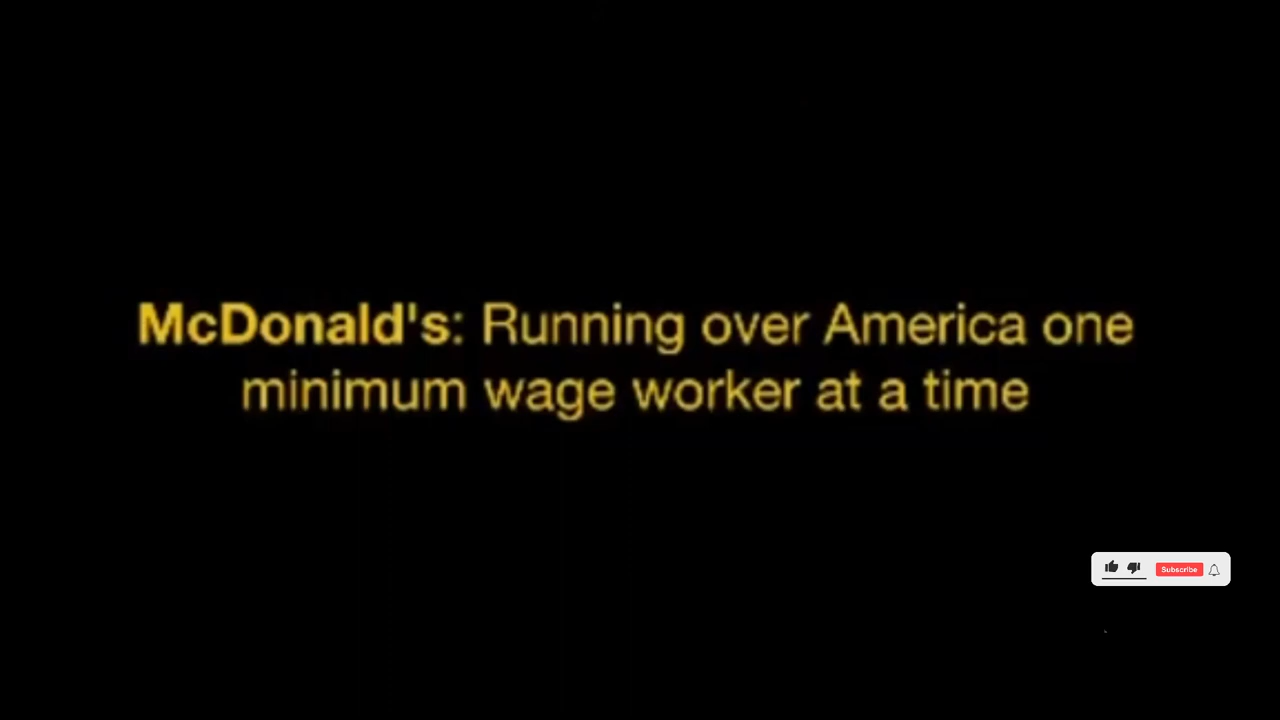 McDonald's: Running over America one
minimum wage worker at a time
Subscribe